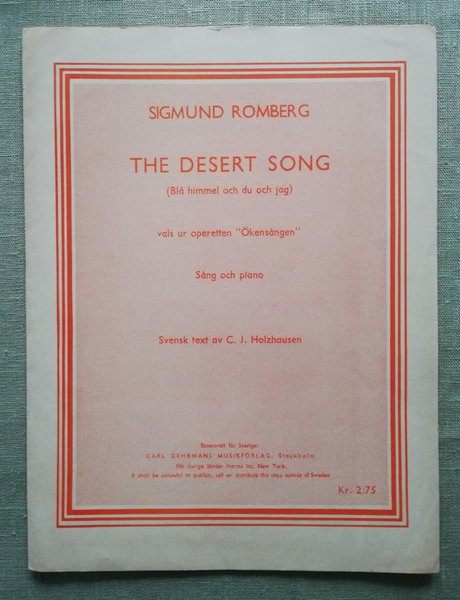 SIGMUND ROMBERG
THE DESERT SONG
(Blå himmel och du och jag)
vals ur operetten "Ökensången"
Sång och piano
Svensk text av C. J. Holzhausen
Ensamrätt för Sverige:
CARL GEHRMANS MUSIKFÖRLAG, Stockholm
För övriga länder Harms Inc. New York.
It shall be unlawful to publish, sell or distribute this copy outside of Sweden
Kr. 2:75